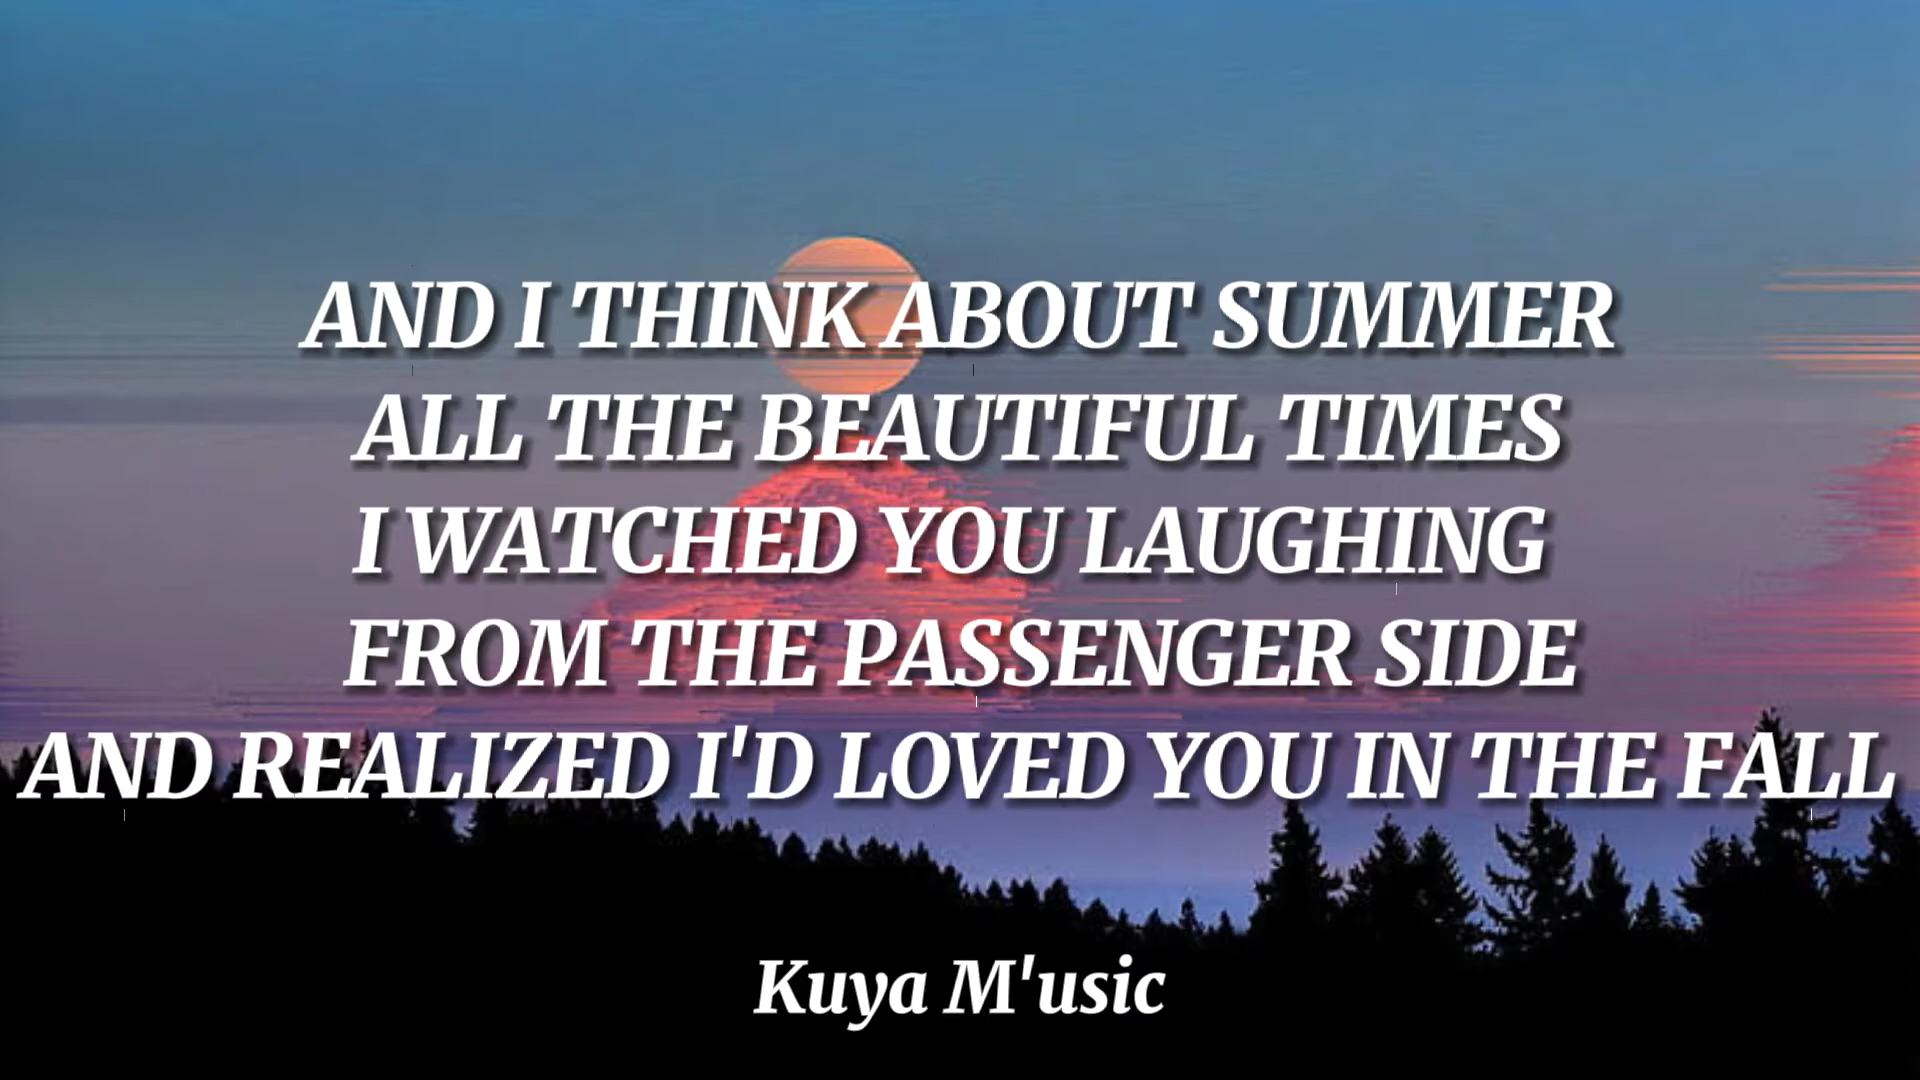 AND I THINK ABOUT SUMMER
ALL THE BEAUTIFUL TIMES
I WATCHED YOU LAUGHING
FROM THE PASSENGER SIDE
AND REALIZED I'D LOVED YOU IN THE FALL
Kuya M'usic